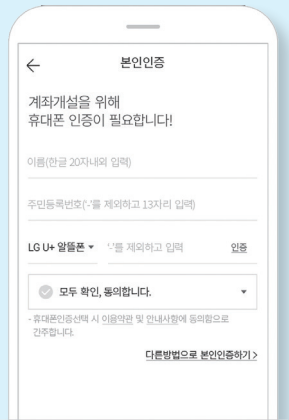 본인인증
계좌개설을 위해
휴대폰 인증이 필요합니다!
이름(한글 20자내외 입력)
주민등록번호('-'를 제외하고 13자리 입력)
LG U+ 알뜰폰 '-'를 제외하고 입력 인증
모두 확인, 동의합니다.
- 휴대폰인증선택 시 이용약관 및 안내사항에 동의함으로
간주합니다.
다른방법으로 본인인증하기 >